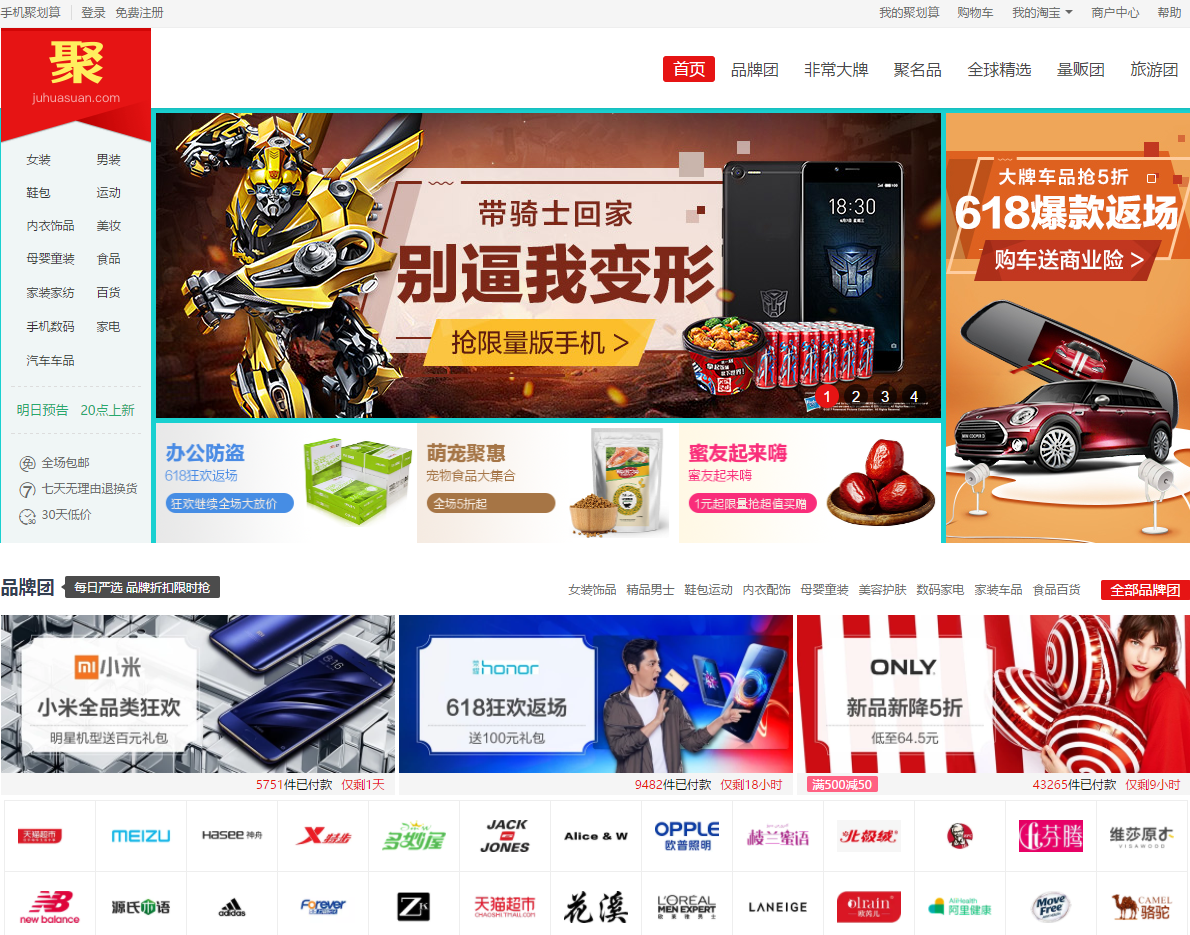 手机聚划算 登录 免费注册 我的聚划算 购物车 我的淘宝 商户中心 帮助
聚
juhuasuan.com
首页 品牌团 非常大牌 聚名品 全球精选 量贩团 旅游团
女装 男装
鞋包 运动
内衣饰品 美妆
母婴童装 食品
家装家纺 百货
手机数码 家电
汽车车品
明日预告 20点上新
全场包邮
7 七天无理由退换货
30 30天低价
带骑士回家
别逼我变形
抢限量版手机 >
18:30
1 2 3 4
大牌车品抢5折
618爆款返场
购车送商业险 >
办公防盗
618狂欢返场
狂欢继续全场大放价
萌宠聚惠
宠物食品大集合
全场5折起
蜜友起来嗨
蜜友起来嗨
1元起限量抢超值买赠
品牌团 每日严选 品牌折扣限时抢 女装饰品 精品男士 鞋包运动 内衣配饰 母婴童装 美容护肤 数码家电 家装车品 食品百货 全部品牌团
mi小米
小米全品类狂欢
明星机型送百元礼包
5751件已付款 仅剩1天
荣耀 honor
618狂欢返场
送100元礼包
9482件已付款 仅剩18小时
ONLY
新品新降5折
低至64.5元
满500减50 43265件已付款 仅剩9小时
天猫超市 MEIZU HASEE 神舟 X特步 多妙屋 JACK JONES Alice & W OPPLE 欧普照明 崚兰蜜语 北极绒 KFC 芬腾 维莎原木 VISAWOOD
new balance 源氏木语 adidas Forever ZK 天猫超市 CHAOSHI.TMALL.COM 花溪 L'OREAL MEN EXPERT 欧莱雅男士 LANEIGE Olrain 欧芮儿 AliHealth 阿里健康 Move Free CAMEL 骆驼